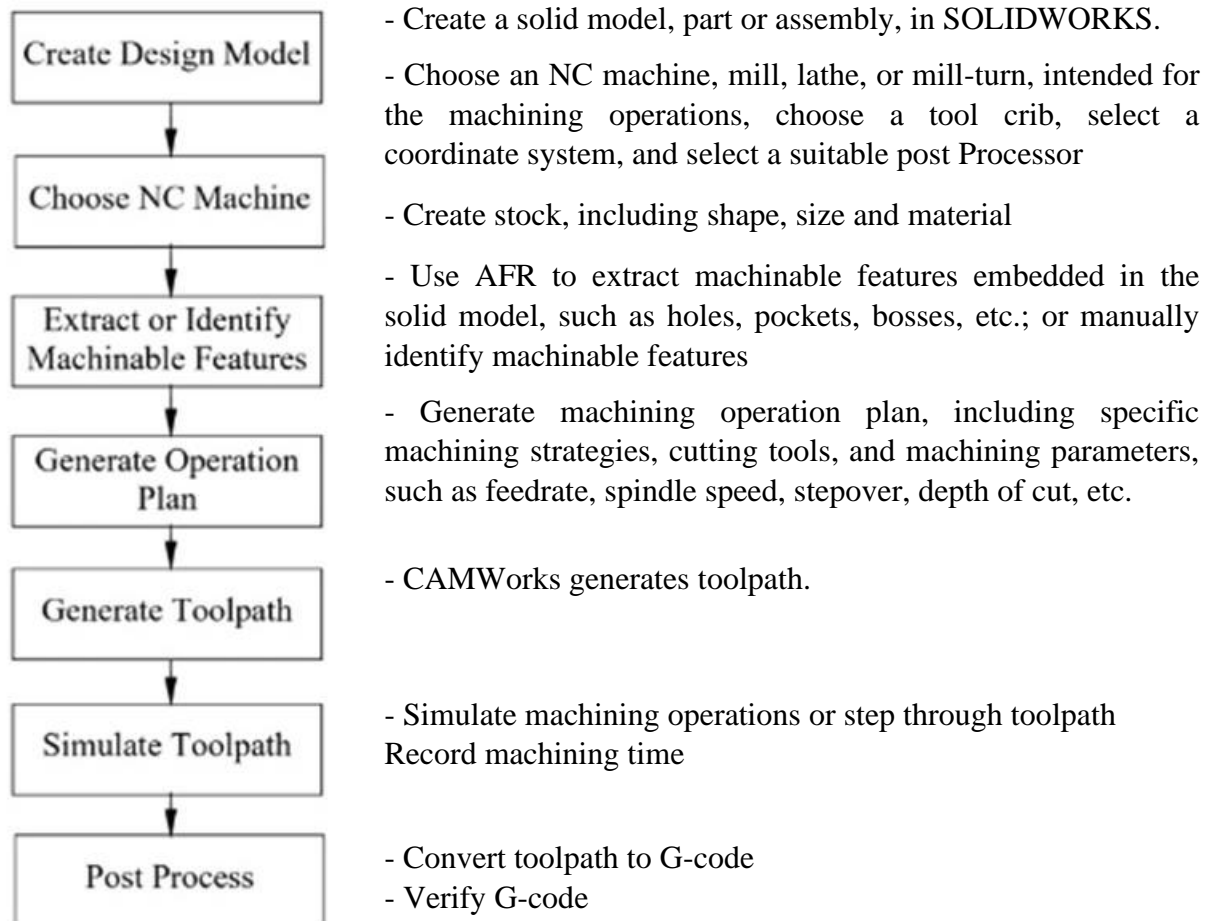 Create Design Model
- Create a solid model, part or assembly, in SOLIDWORKS.
- Choose an NC machine, mill, lathe, or mill-turn, intended for
the machining operations, choose a tool crib, select a
coordinate system, and select a suitable post Processor
Choose NC Machine
- Create stock, including shape, size and material
Extract or Identify
Machinable Features
- Use AFR to extract machinable features embedded in the
solid model, such as holes, pockets, bosses, etc.; or manually
identify machinable features
Generate Operation
Plan
- Generate machining operation plan, including specific
machining strategies, cutting tools, and machining parameters,
such as feedrate, spindle speed, stepover, depth of cut, etc.
Generate Toolpath
- CAMWorks generates toolpath.
Simulate Toolpath
- Simulate machining operations or step through toolpath
Record machining time
Post Process
- Convert toolpath to G-code
- Verify G-code